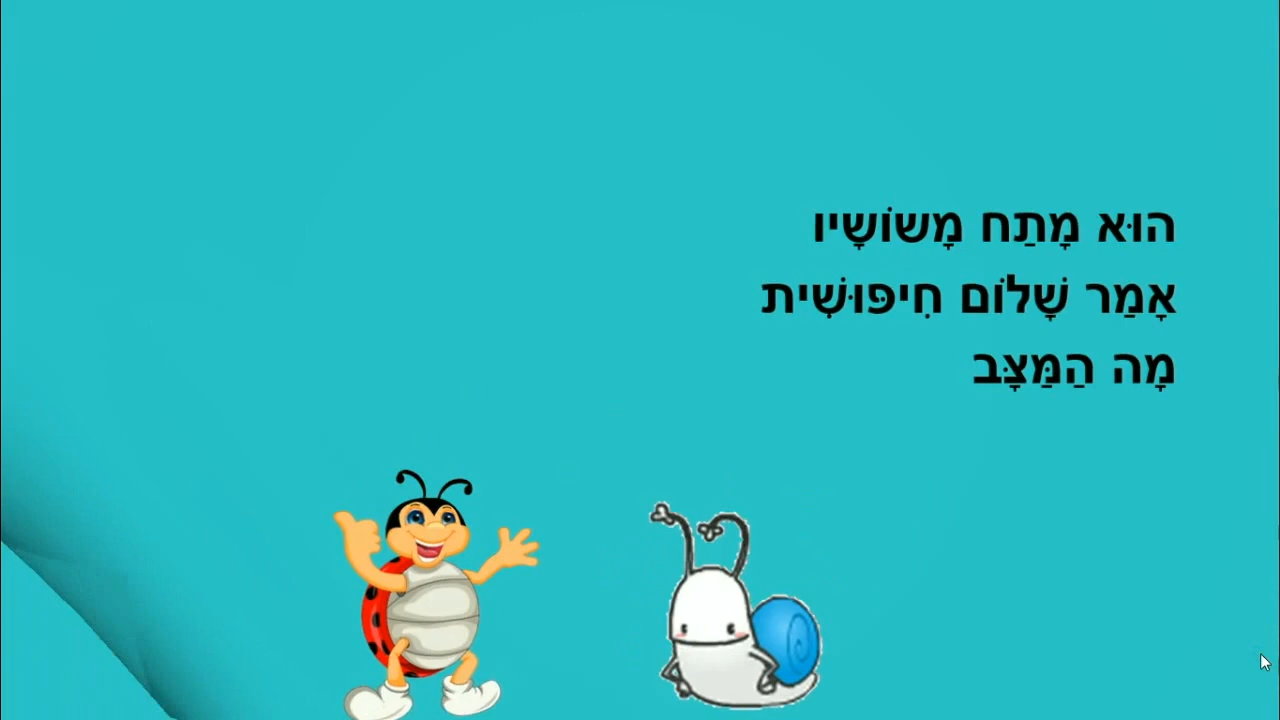 הוּא מָתַח מָשׁוֹשָׁיו
אָמַר שָׁלוֹם חִיפּוּשִׁית
מָה הַמַּצָּב